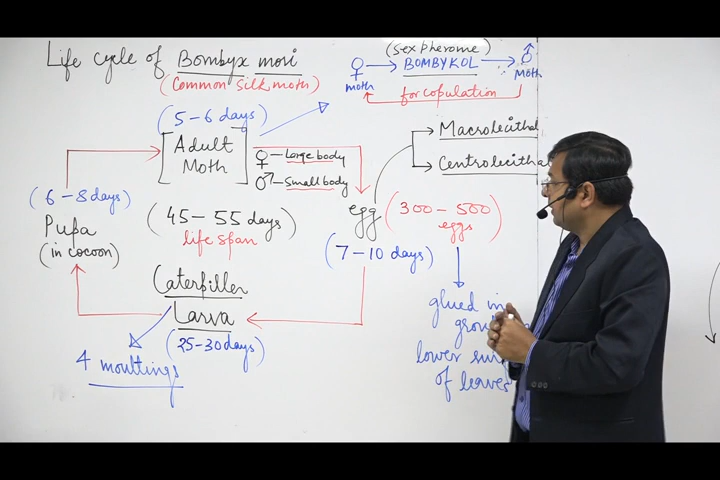 Life cycle of Bombyx mori
(Common silk moth)
(sex pherome)
♀ → BOMBYKOL → ♂
moth
Moth
for copulation
(5-6 days)
[Adult
Moth]
♀ - Large body
♂ - Small body
Macrolecithal
Centrolecithal
egg
(300-500)
eggs
(7-10 days)
glued in
lower
of leaves
(6-8 days)
Pupa
(in cocoon)
(45-55 days)
life span
Caterpiller
Larva
(25-30 days)
4 moultings